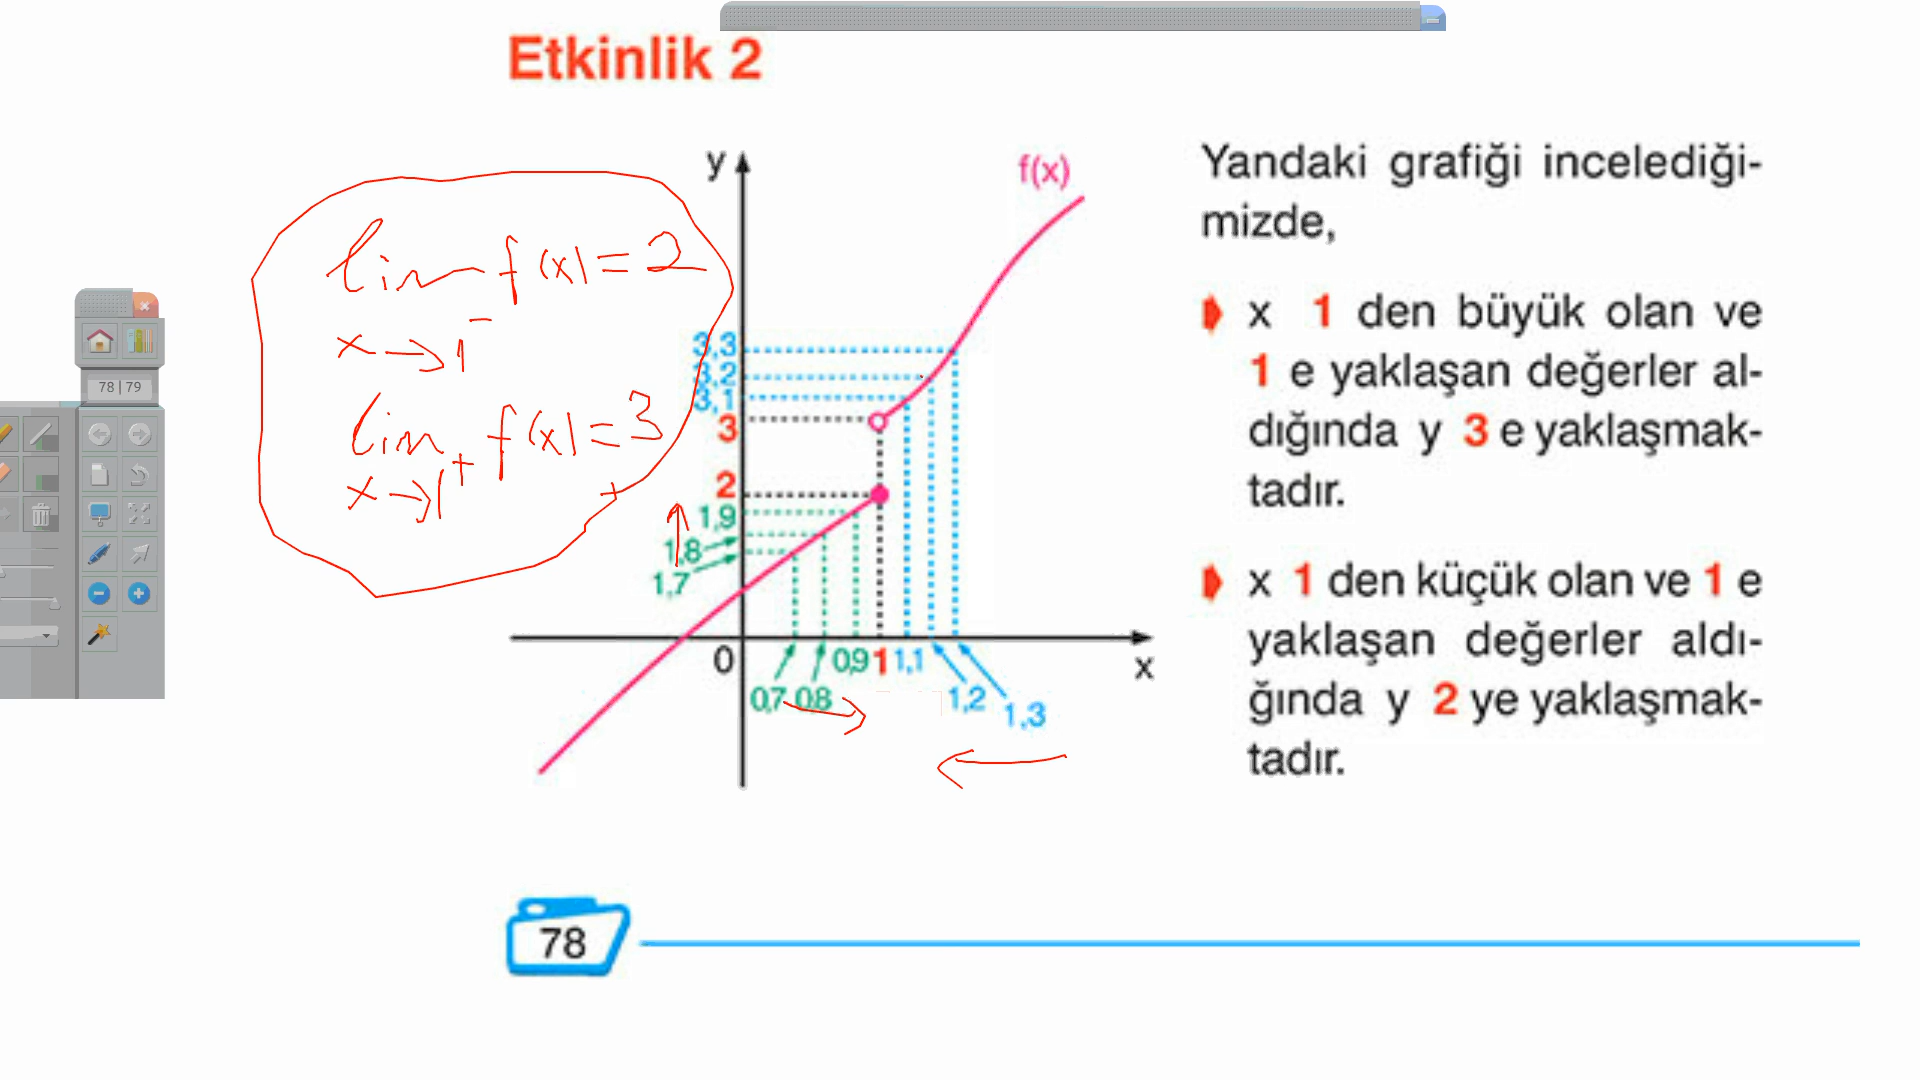 Etkinlik 2
78 | 79
lim f(x) = 2
x → 1⁻
lim f(x) = 3
x → 1⁺
y
f(x)
3,3
3,2
3,1
3
2
1,9
1,8
1,7
0
0,7
0,8
0,9
1
1,1
1,2
1,3
x
Yandaki grafiği incelediği-
mizde,
x 1 den büyük olan ve
1 e yaklaşan değerler al-
dığında y 3 e yaklaşmak-
tadır.
x 1 den küçük olan ve 1 e
yaklaşan değerler aldı-
ğında y 2 ye yaklaşmak-
tadır.
78